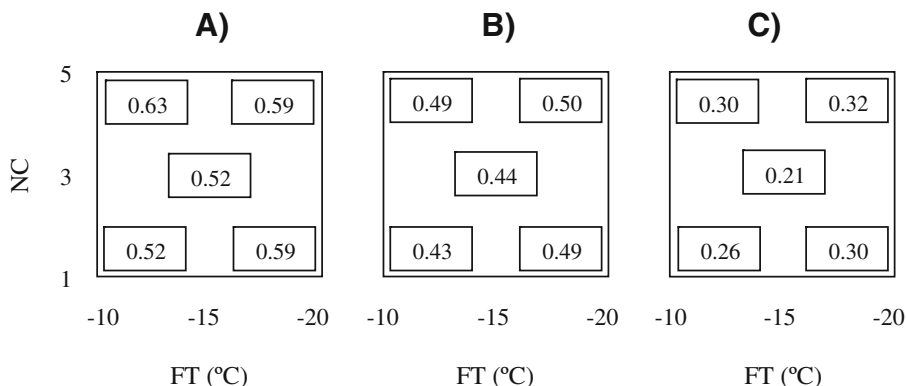 A) B) C)
5
0.63 0.59 0.49 0.50 0.30 0.32
NC
3
0.52 0.44 0.21
0.52 0.59 0.43 0.49 0.26 0.30
1
-10 -15 -20 -10 -15 -20 -10 -15 -20
FT (ºC) FT (ºC) FT (ºC)